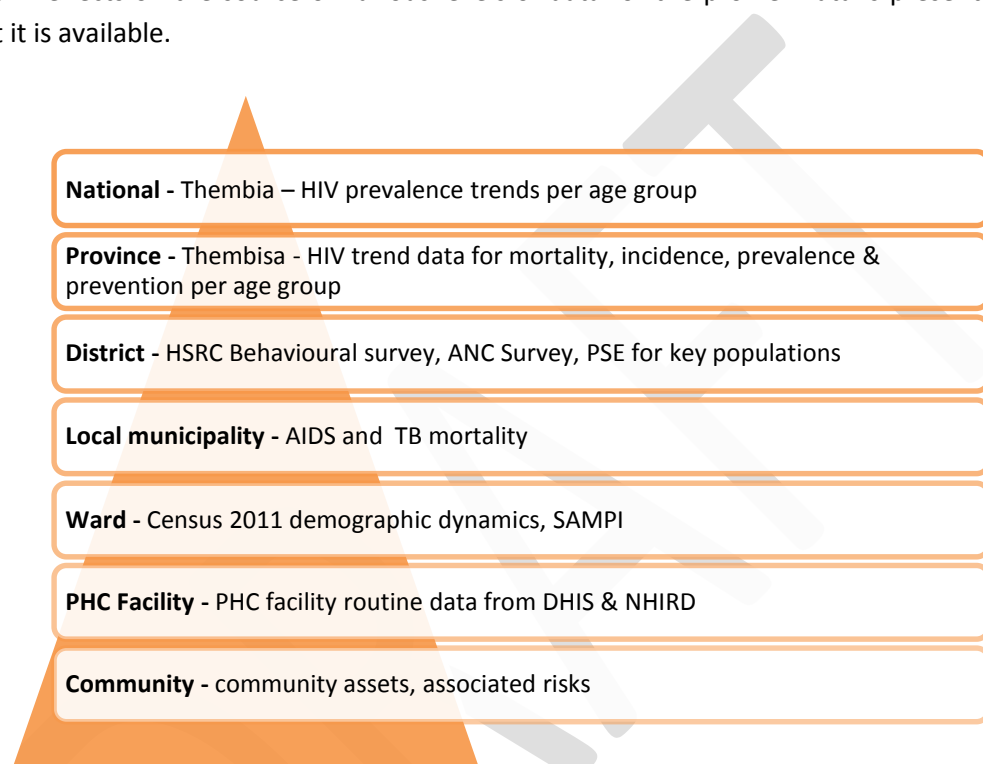 it is available.
National - Thembia – HIV prevalence trends per age group
Province - Thembisa - HIV trend data for mortality, incidence, prevalence &
prevention per age group
District - HSRC Behavioural survey, ANC Survey, PSE for key populations
Local municipality - AIDS and TB mortality
Ward - Census 2011 demographic dynamics, SAMPI
PHC Facility - PHC facility routine data from DHIS & NHIRD
Community - community assets, associated risks